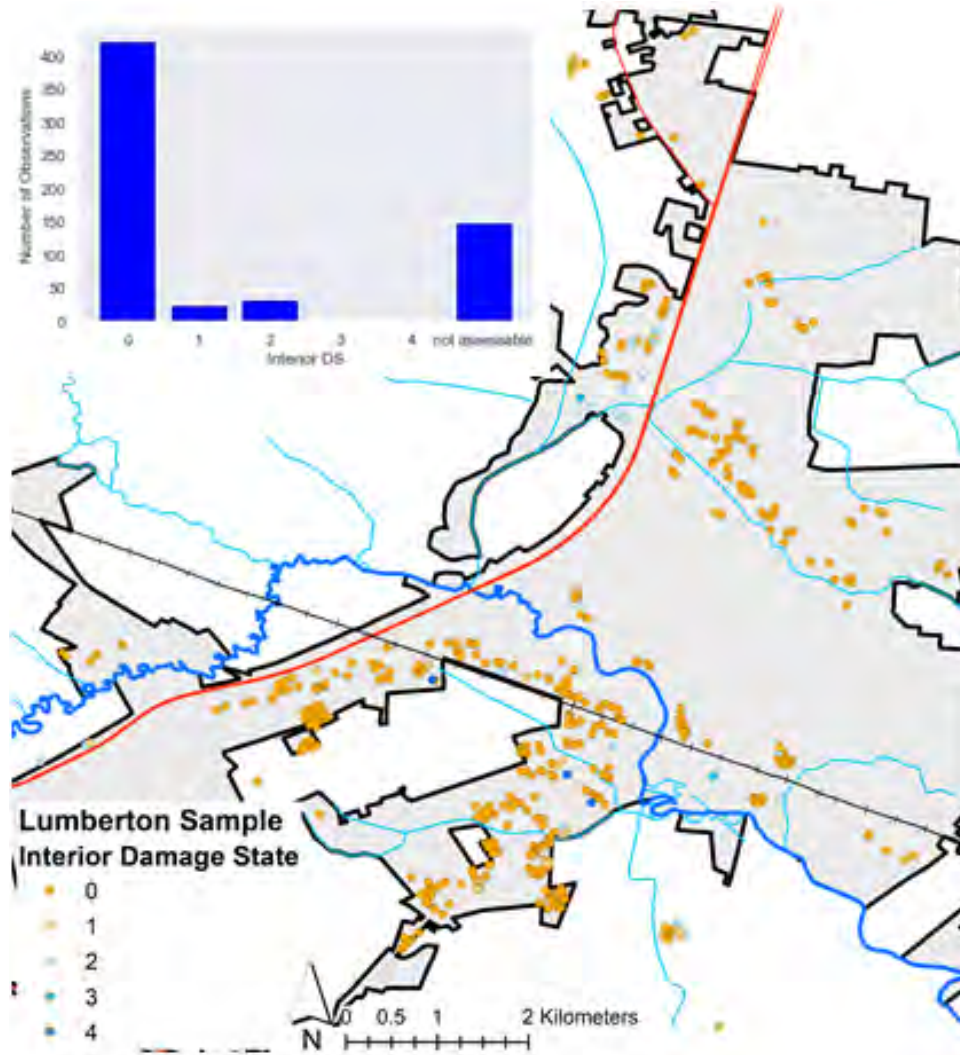 400
350
300
250
200
150
100
50
0
Number of Observations
0 1 2 3 4 not assessable
Interior DS
Lumberton Sample
Interior Damage State
0
1
2
3
4
N
0 0.5 1 2 Kilometers